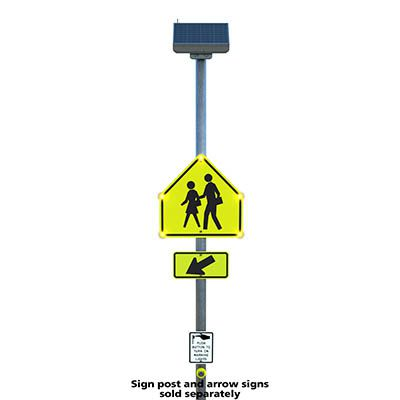 PUSH
BUTTON TO
TURN ON
WARNING
LIGHTS
Sign post and arrow signs
sold separately